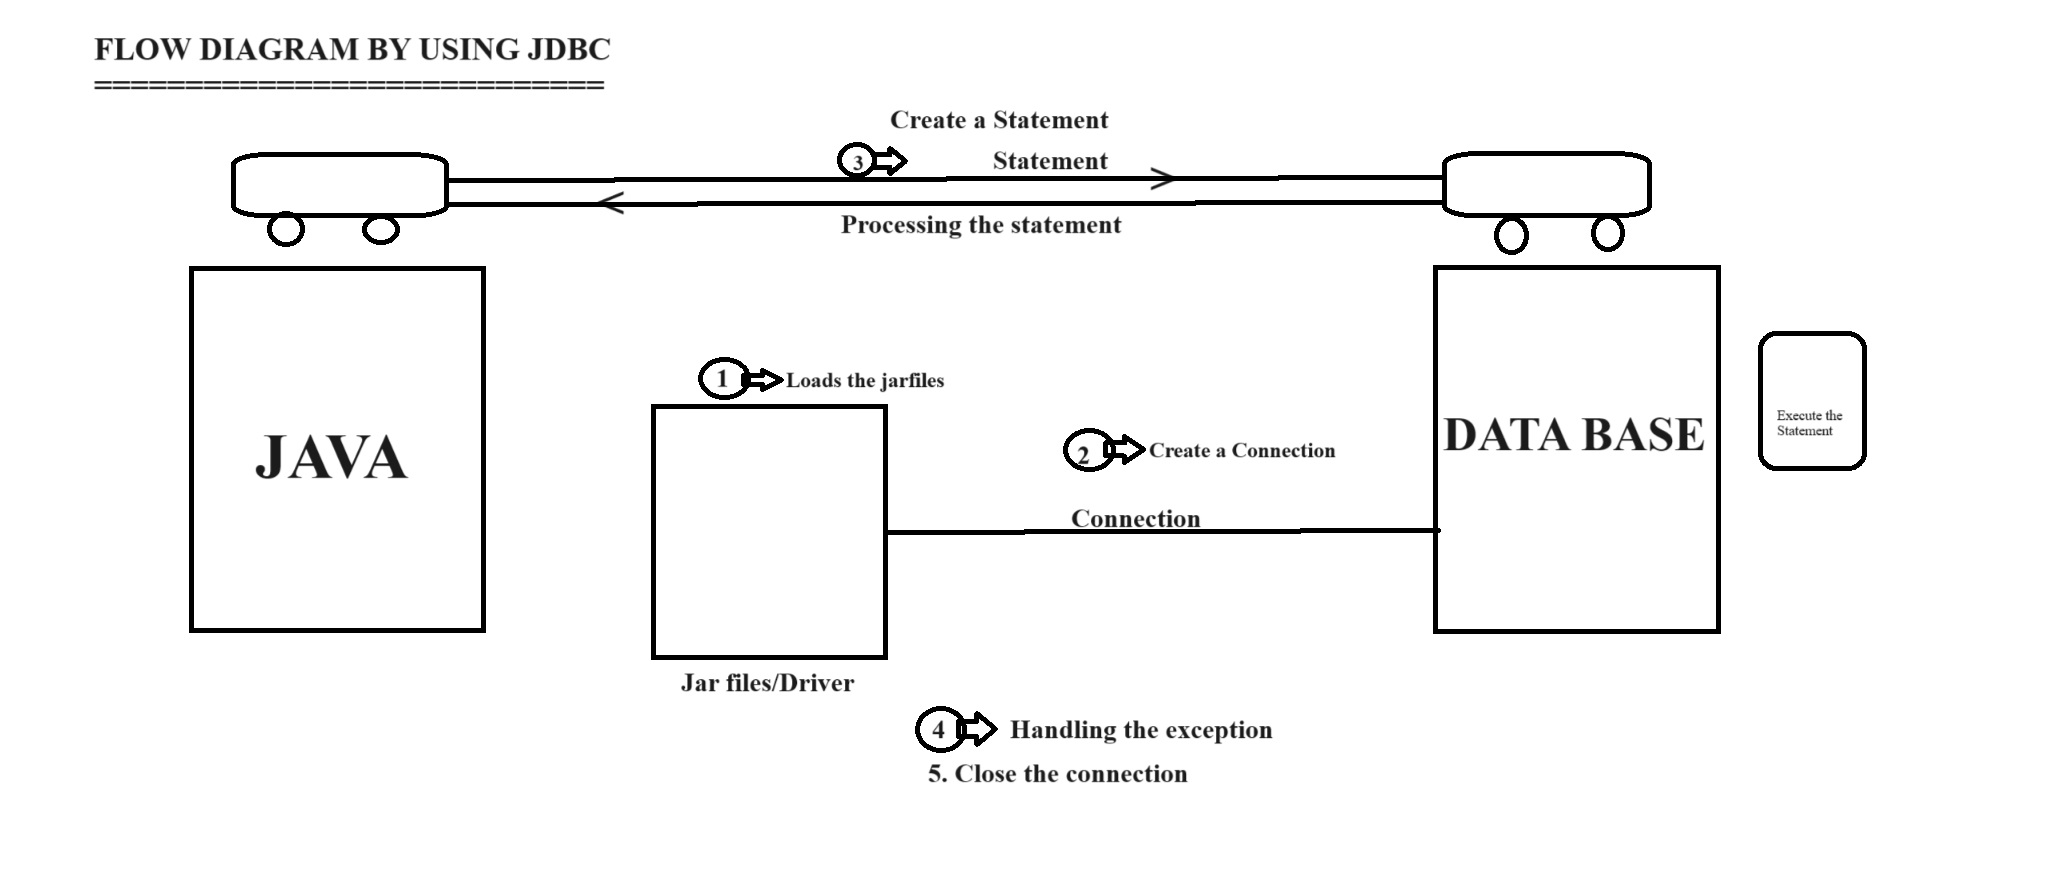 FLOW DIAGRAM BY USING JDBC
============================
Create a Statement
3
Statement
Processing the statement
1
Loads the jarfiles
JAVA
DATA BASE
Execute the
Statement
2
Create a Connection
Connection
Jar files/Driver
4
Handling the exception
5. Close the connection